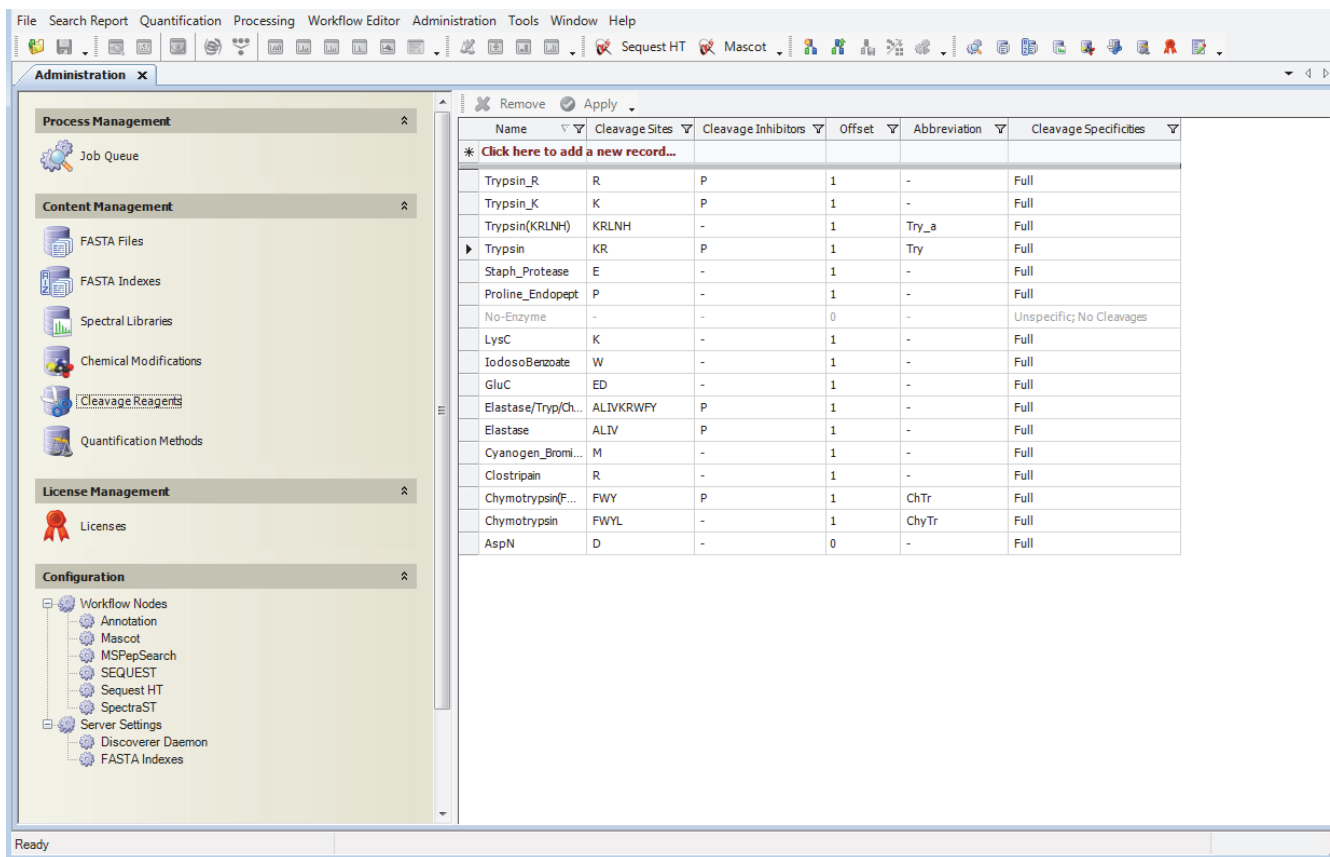 File Search Report Quantification Processing Workflow Editor Administration Tools Window Help
Sequest HT Mascot
Administration x
Process Management
Job Queue
Content Management
FASTA Files
FASTA Indexes
Spectral Libraries
Chemical Modifications
Cleavage Reagents
Quantification Methods
License Management
Licenses
Configuration
Workflow Nodes
Annotation
Mascot
MSPepSearch
SEQUEST
Sequest HT
SpectraST
Server Settings
Discoverer Daemon
FASTA Indexes
Remove Apply
Name Cleavage Sites Cleavage Inhibitors Offset Abbreviation Cleavage Specificities
Click here to add a new record...
Trypsin_R R P 1 - Full
Trypsin_K K P 1 - Full
Trypsin(KRLNH) KRLNH - 1 Try_a Full
Trypsin KR P 1 Try Full
Staph_Protease E - 1 - Full
Proline_Endopept P - 1 - Full
No-Enzyme - - 0 - Unspecific; No Cleavages
LysC K - 1 - Full
IodosoBenzoate W - 1 - Full
GluC ED - 1 - Full
Elastase/Tryp/Ch... ALIVKRWFY P 1 - Full
Elastase ALIV P 1 - Full
Cyanogen_Bromi... M - 1 - Full
Clostripain R - 1 - Full
Chymotrypsin(F... FWY P 1 ChTr Full
Chymotrypsin FWYL - 1 ChyTr Full
AspN D - 0 - Full
Ready